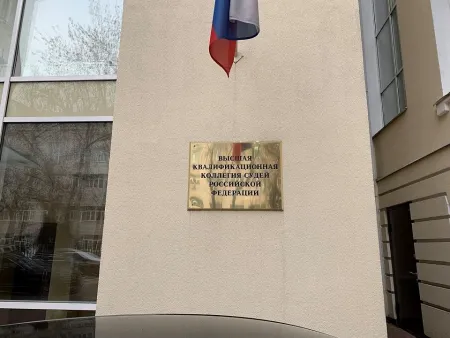 ВЫСШАЯ
КВАЛИФИКАЦИОННАЯ
КОЛЛЕГИЯ СУДЕЙ
РОССИЙСКОЙ
ФЕДЕРАЦИИ